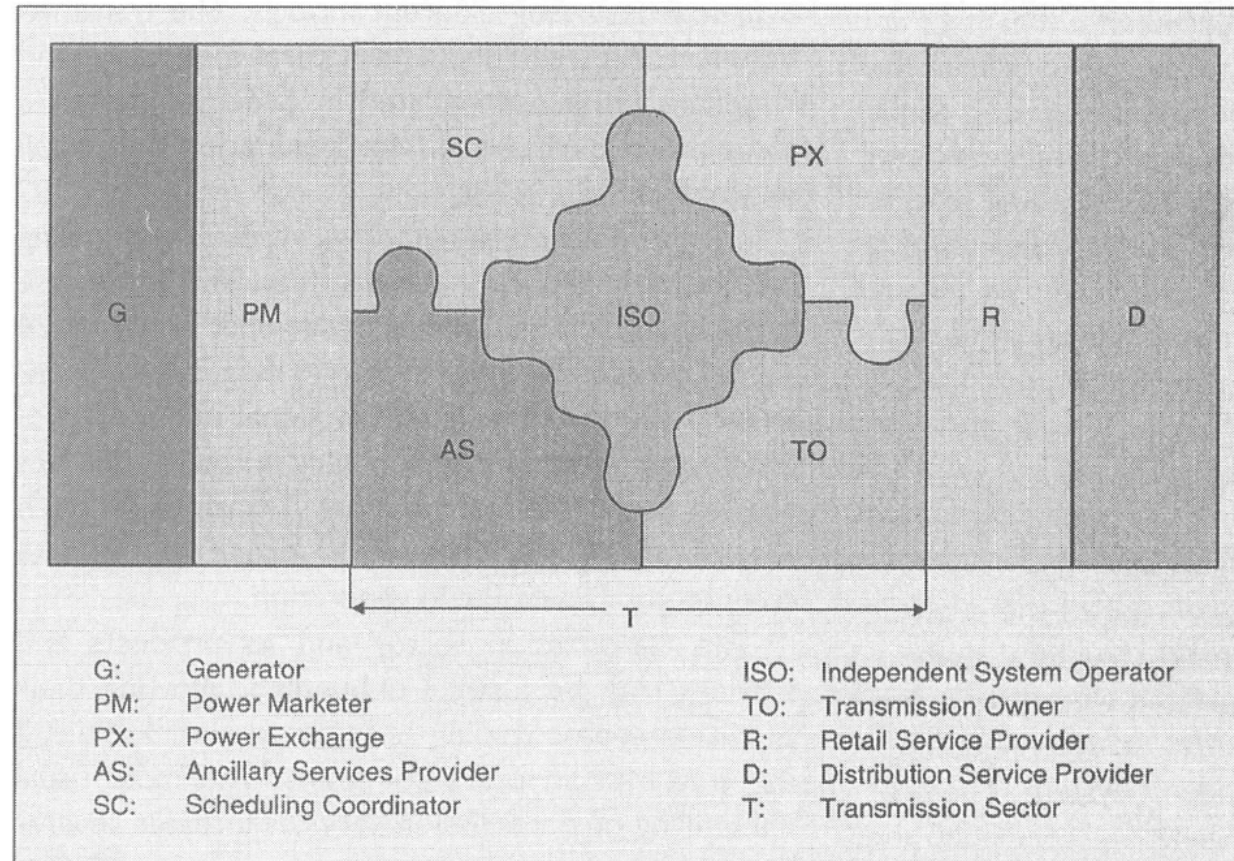 SC
PX
G
PM
ISO
R
D
AS
TO
T
G: Generator
PM: Power Marketer
PX: Power Exchange
AS: Ancillary Services Provider
SC: Scheduling Coordinator
ISO: Independent System Operator
TO: Transmission Owner
R: Retail Service Provider
D: Distribution Service Provider
T: Transmission Sector